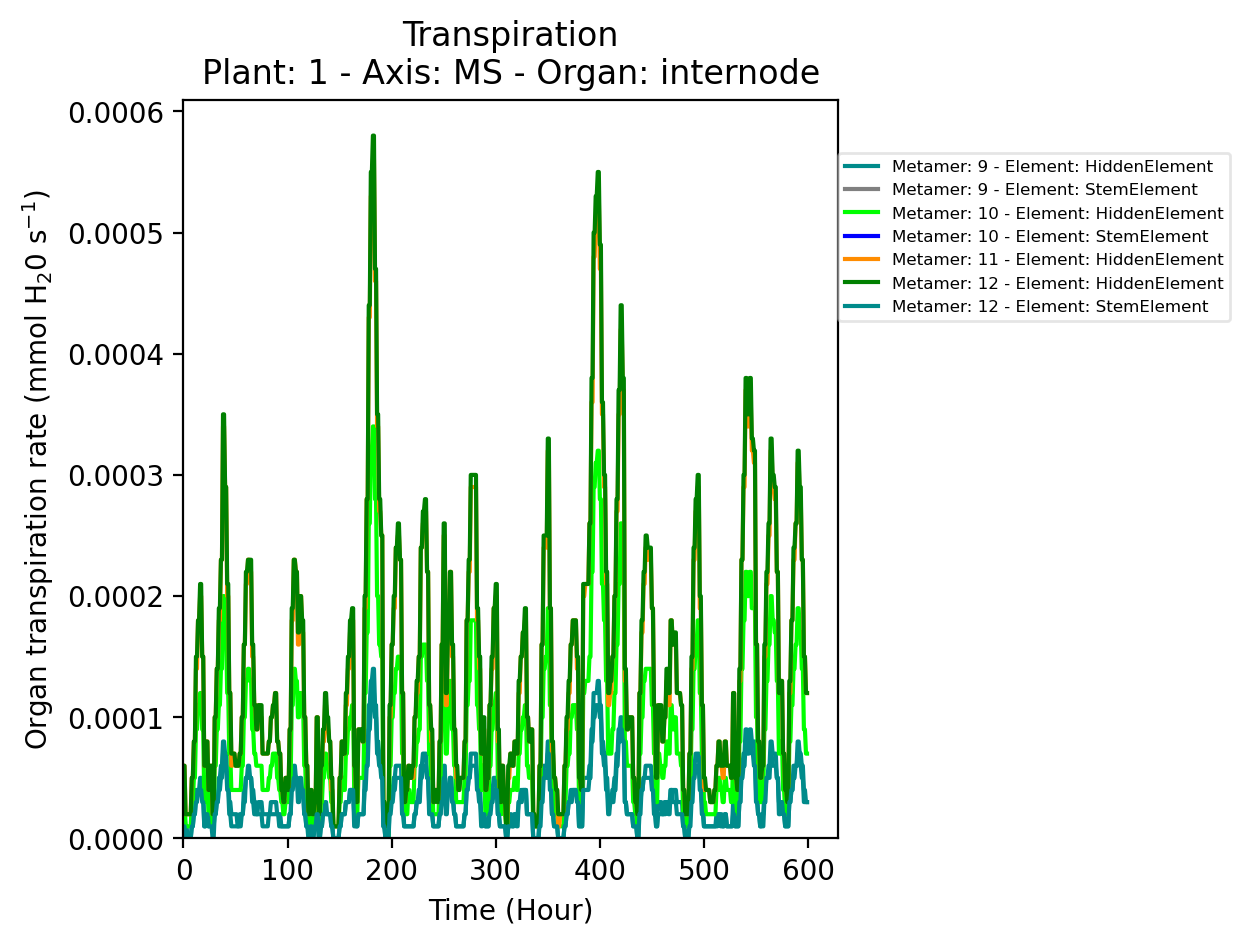 Transpiration
Plant: 1 - Axis: MS - Organ: internode
Organ transpiration rate (mmol H₂0 s⁻¹)
0.0006
0.0005
0.0004
0.0003
0.0002
0.0001
0.0000
0 100 200 300 400 500 600
Time (Hour)
Metamer: 9 - Element: HiddenElement
Metamer: 9 - Element: StemElement
Metamer: 10 - Element: HiddenElement
Metamer: 10 - Element: StemElement
Metamer: 11 - Element: HiddenElement
Metamer: 12 - Element: HiddenElement
Metamer: 12 - Element: StemElement